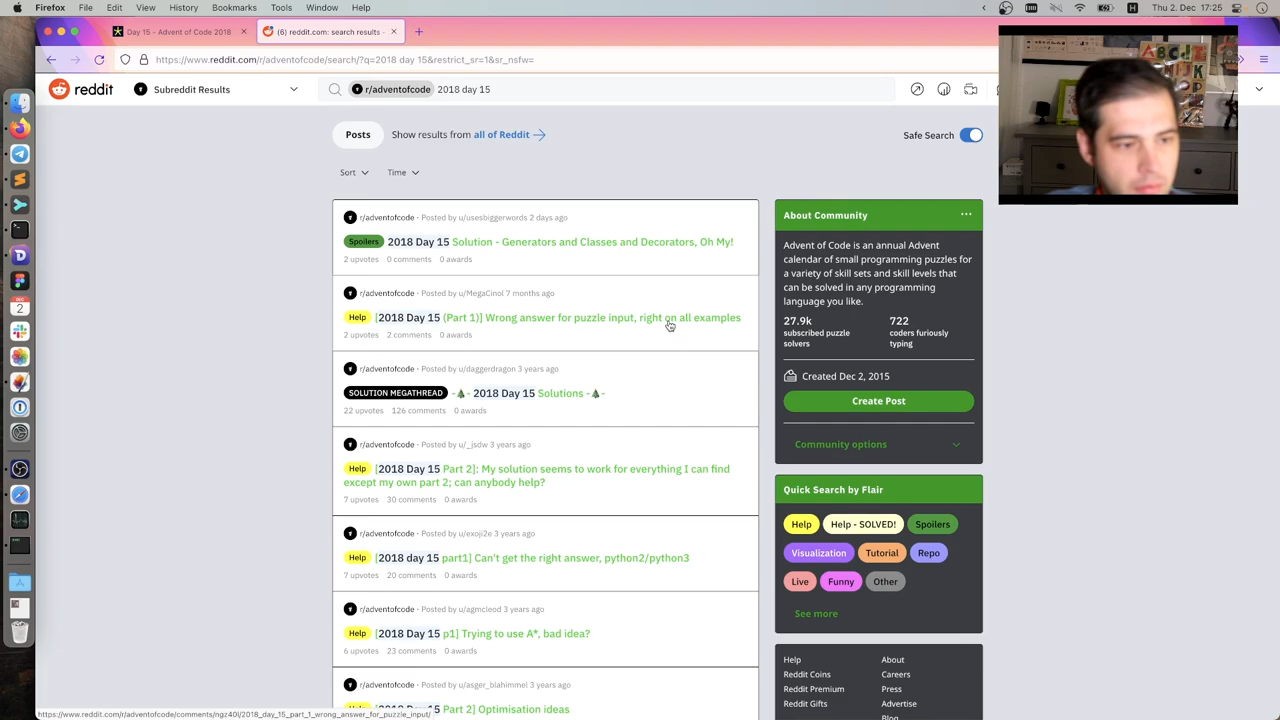 Firefox File Edit View History Bookmarks Tools Window Help
Day 15 - Advent of Code 2018
(6) reddit.com: search results -
https://www.reddit.com/r/adventofcode/search/?q=2018 day 15&restrict_sr=1&sr_nsfw=
reddit
Subreddit Results
r/adventofcode 2018 day 15
Posts
Show results from all of Reddit
Safe Search
Sort
Time
r/adventofcode · Posted by u/usesbiggerwords 2 days ago
Spoilers 2018 Day 15 Solution - Generators and Classes and Decorators, Oh My!
2 upvotes 0 comments 0 awards
r/adventofcode · Posted by u/MegaCinol 7 months ago
Help [2018 Day 15 (Part 1)] Wrong answer for puzzle input, right on all examples
2 upvotes 2 comments 0 awards
r/adventofcode · Posted by u/daggerdragon 3 years ago
SOLUTION MEGATHREAD -🎄- 2018 Day 15 Solutions -🎄-
22 upvotes 126 comments 0 awards
r/adventofcode · Posted by u/_jsdw 3 years ago
Help [2018 Day 15 Part 2]: My solution seems to work for everything I can find
except my own part 2; can anybody help?
7 upvotes 30 comments 0 awards
r/adventofcode · Posted by u/exoji2e 3 years ago
Help [2018 day 15 part1] Can't get the right answer, python2/python3
7 upvotes 20 comments 0 awards
r/adventofcode · Posted by u/agmcleod 3 years ago
Help [2018 Day 15 p1] Trying to use A*, bad idea?
6 upvotes 23 comments 0 awards
r/adventofcode · Posted by u/asger_blahimmel 3 years ago
Part 2] Optimisation ideas
About Community
Advent of Code is an annual Advent
calendar of small programming puzzles for
a variety of skill sets and skill levels that
can be solved in any programming
language you like.
27.9k
subscribed puzzle
solvers
722
coders furiously
typing
Created Dec 2, 2015
Create Post
Community options
Quick Search by Flair
Help
Help - SOLVED!
Spoilers
Visualization
Tutorial
Repo
Live
Funny
Other
See more
Help
About
Reddit Coins
Careers
Reddit Premium
Press
Reddit Gifts
Advertise
Blog
DEC
2
https://www.reddit.com/r/adventofcode/comments/ngz40l/2018_day_15_part_1_wrong_answer_for_puzzle_input/